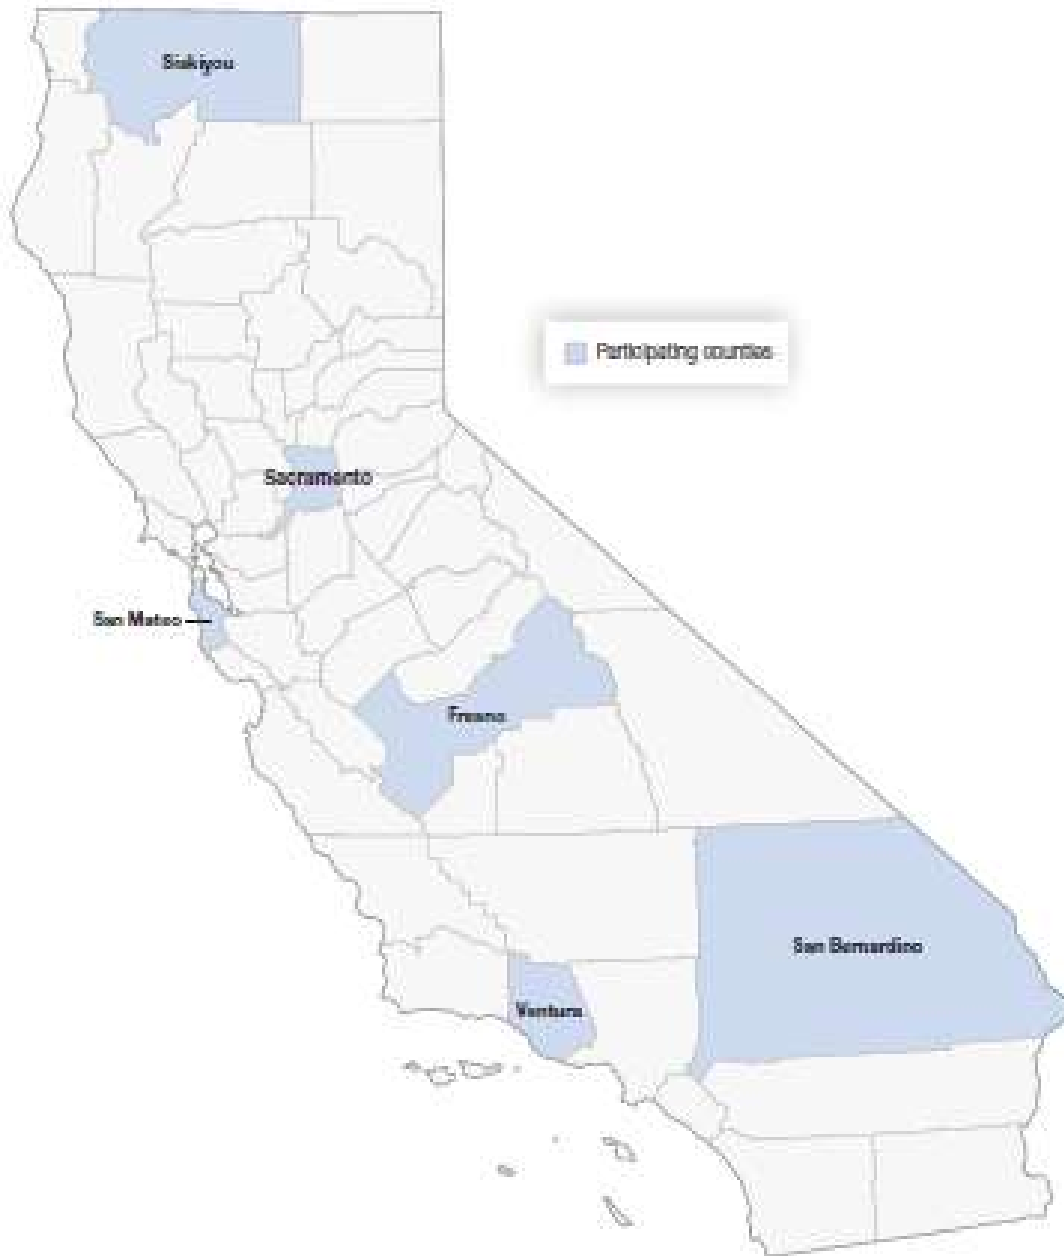 Siskiyou
Participating counties
Sacramento
San Mateo
Fresno
San Bernardino
Ventura